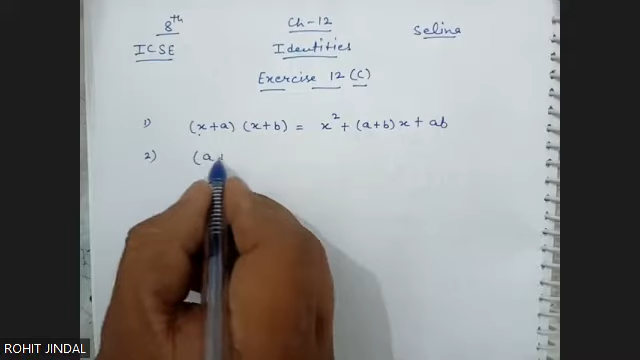 8th Ch-12 Selina
ICSE Identities
Exercise 12 (C)
1) (x+a) (x+b) = x² + (a+b) x + ab
2) (a
ROHIT JINDAL